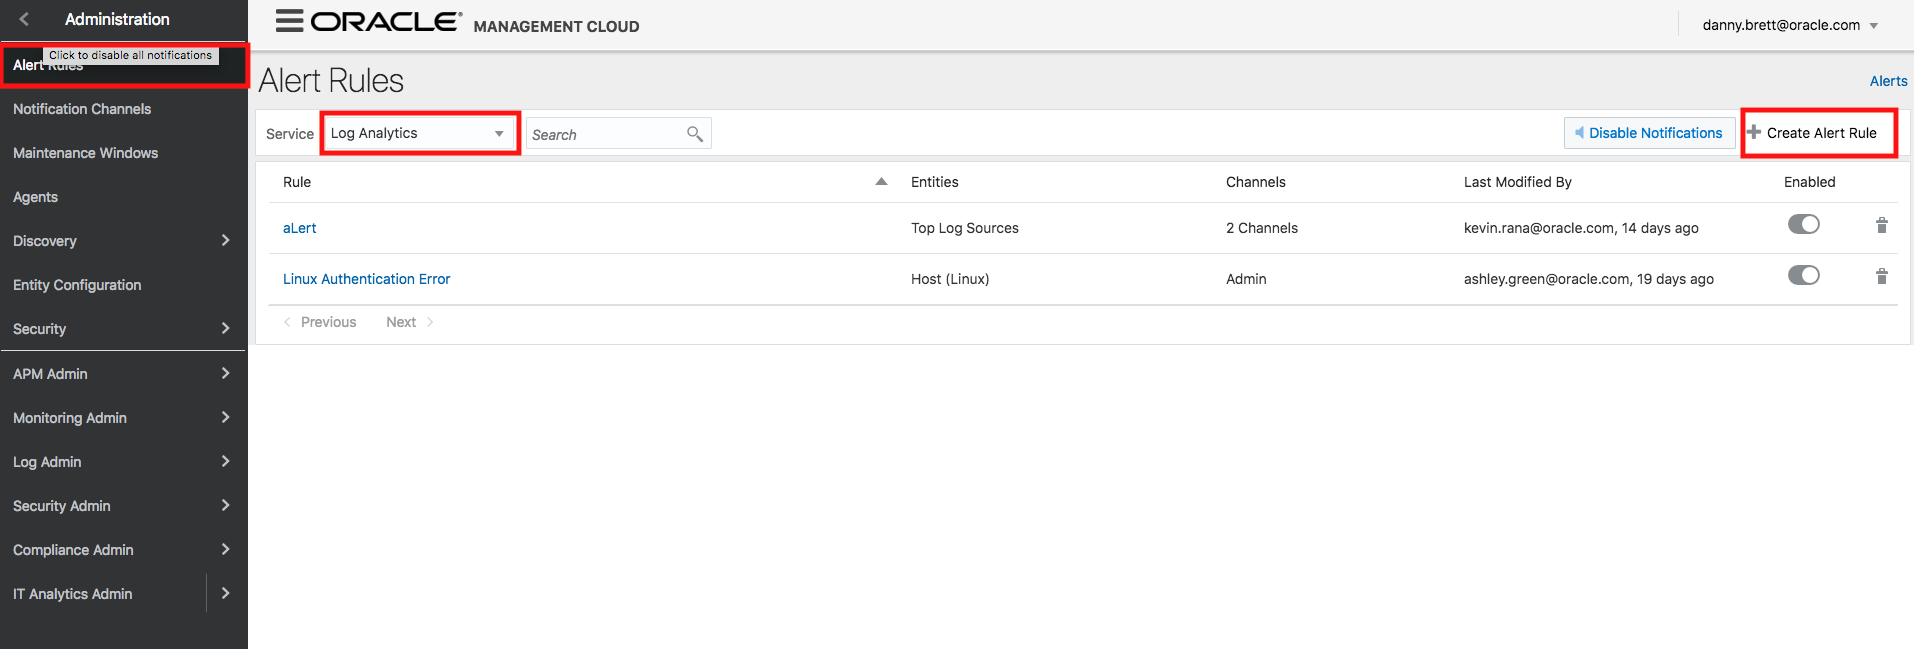 Administration
Click to disable all notifications
Alert Rules
Notification Channels
Maintenance Windows
Agents
Discovery
Entity Configuration
Security
APM Admin
Monitoring Admin
Log Admin
Security Admin
Compliance Admin
IT Analytics Admin
ORACLE® MANAGEMENT CLOUD
danny.brett@oracle.com
Alert Rules
Alerts
Service Log Analytics Search Disable Notifications Create Alert Rule
Rule Entities Channels Last Modified By Enabled
aLert Top Log Sources 2 Channels kevin.rana@oracle.com, 14 days ago
Linux Authentication Error Host (Linux) Admin ashley.green@oracle.com, 19 days ago
Previous Next